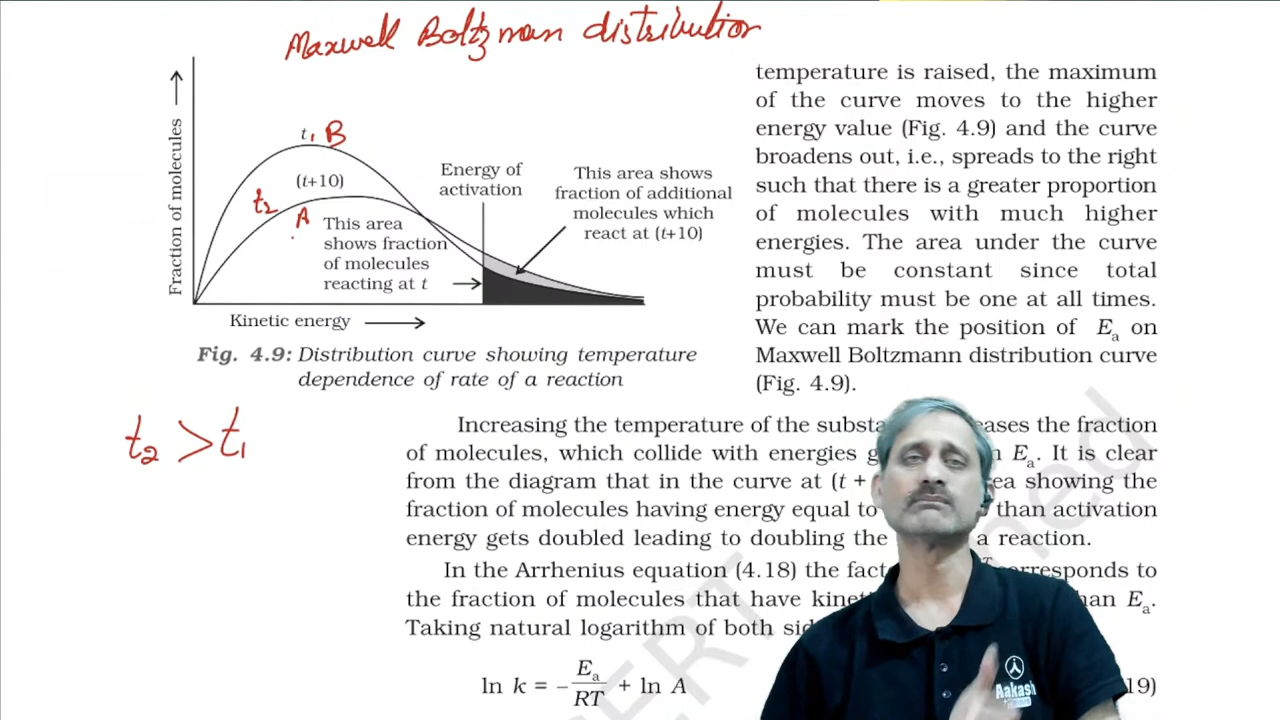 Maxwell Boltzman distribution
Fraction of molecules
t₁ B
(t+10)
t₂
A
This area
shows fraction
of molecules
reacting at t
Energy of
activation
This area shows
fraction of additional
molecules which
react at (t+10)
Kinetic energy
Fig. 4.9: Distribution curve showing temperature
dependence of rate of a reaction
t₂ > t₁
temperature is raised, the maximum
of the curve moves to the higher
energy value (Fig. 4.9) and the curve
broadens out, i.e., spreads to the right
such that there is a greater proportion
of molecules with much higher
energies. The area under the curve
must be constant since total
probability must be one at all times.
We can mark the position of Eₐ on
Maxwell Boltzmann distribution curve
(Fig. 4.9).
Increasing the temperature of the eases the fraction
of molecules, which collide with energies Eₐ. It is clear
from the diagram that in the curve at (t + showing the
fraction of molecules having energy equal to than activation
energy gets doubled leading to doubling the a reaction.
In the Arrhenius equation (4.18) the corresponds to
the fraction of molecules that have Eₐ.
Taking natural logarithm of both
ln k = – Eₐ/RT + ln A 19)
Aakash